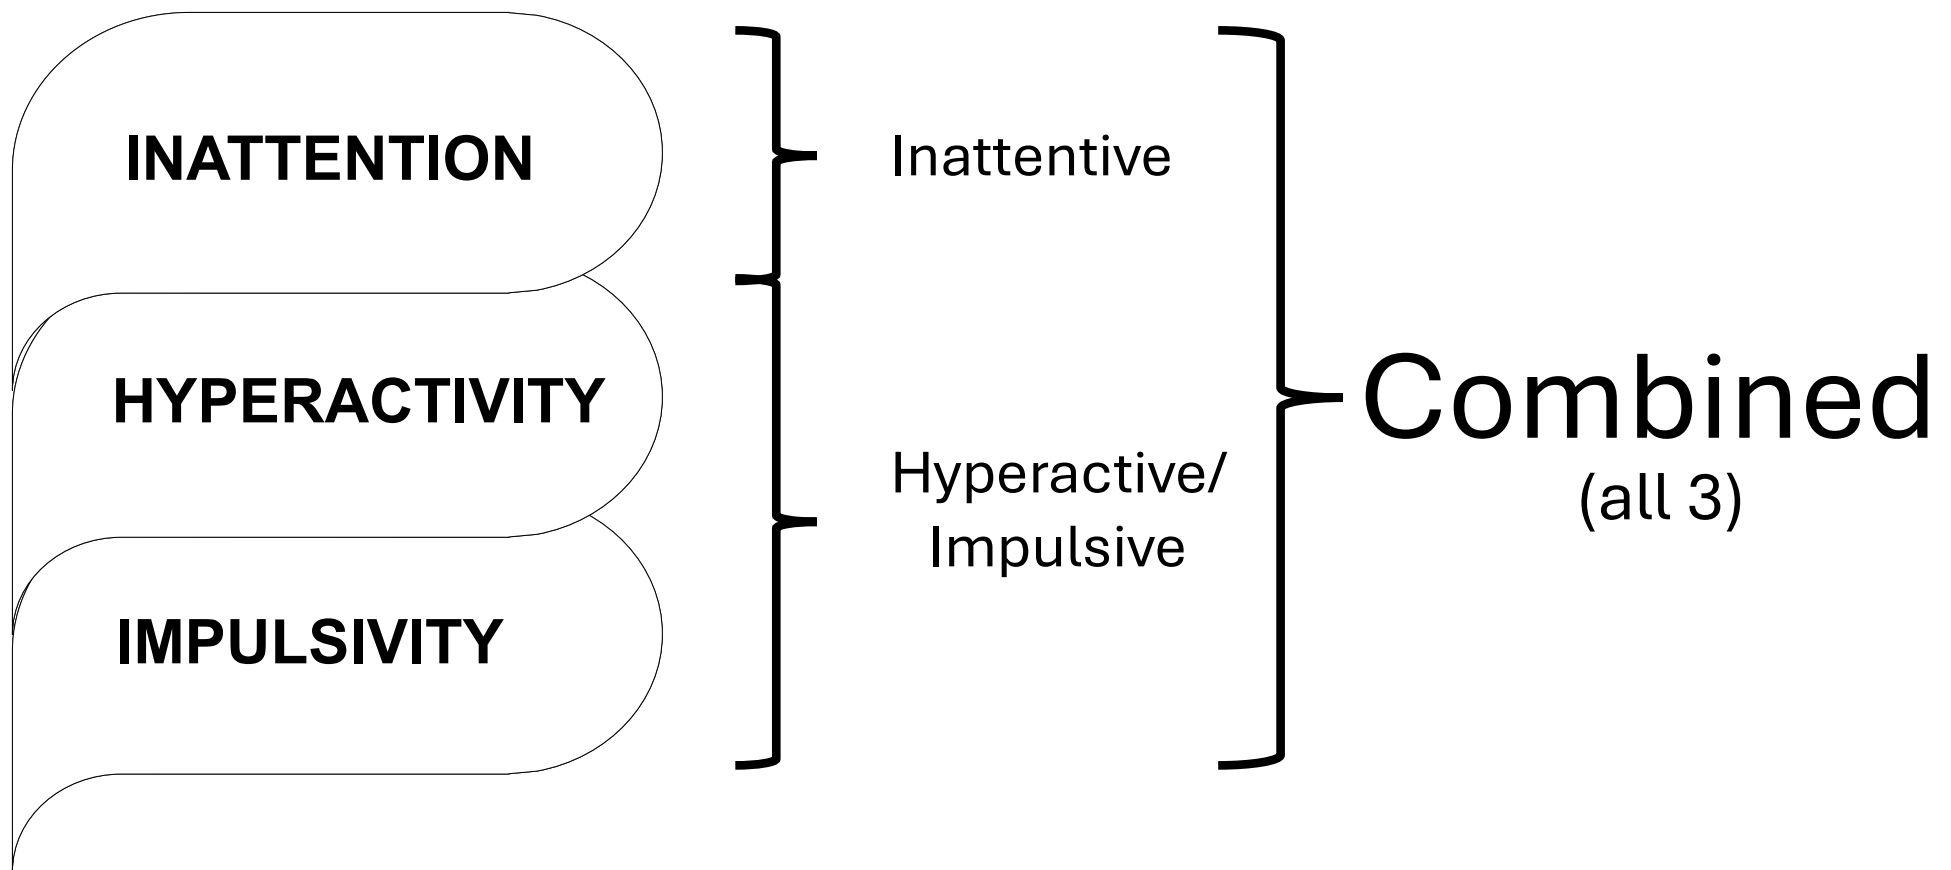 INATTENTION
Inattentive
HYPERACTIVITY
Hyperactive/
Impulsive
IMPULSIVITY
Combined
(all 3)